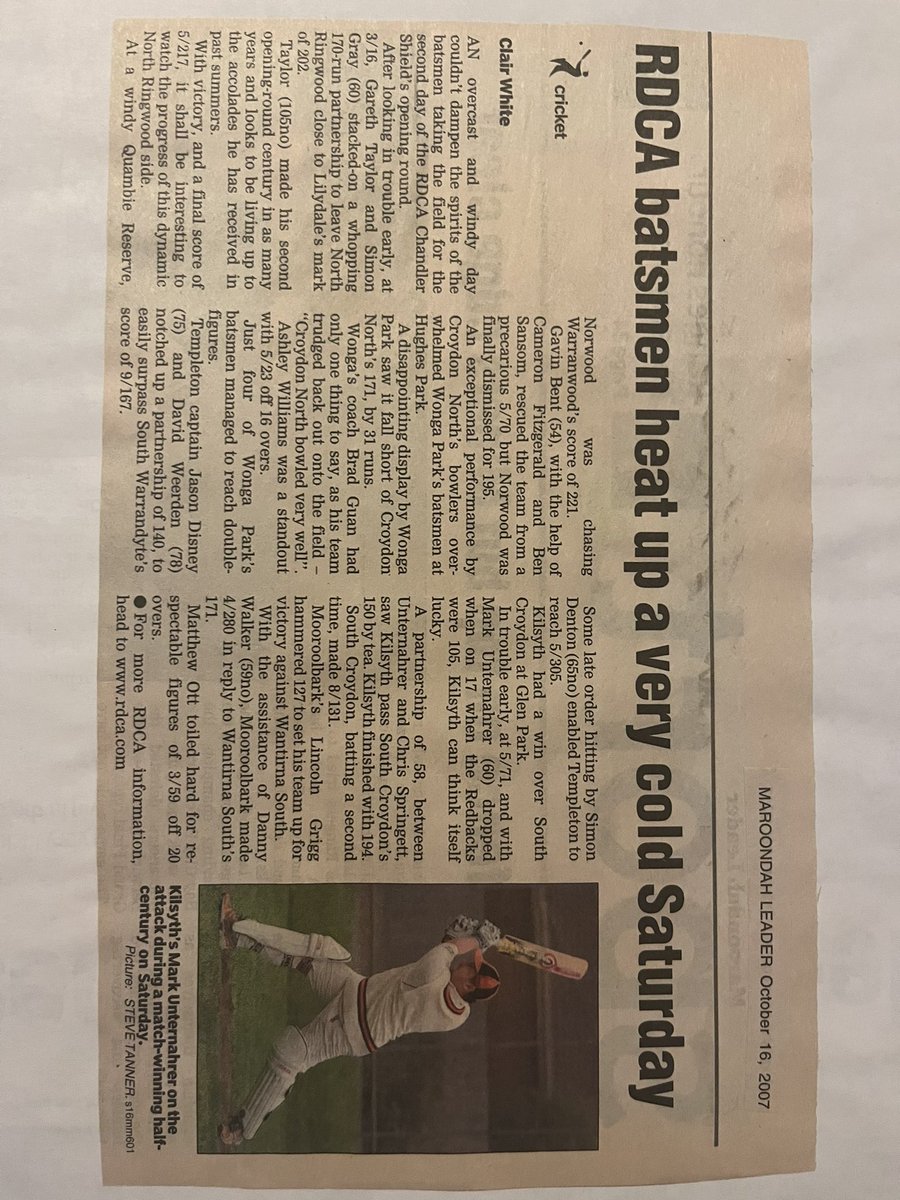 MAROONDAH LEADER October 16, 2007
RDCA batsmen heat up a very cold Saturday
cricket
Clair White
AN overcast and windy day
couldn't dampen the spirits of the
batsmen taking the field for the
second day of the RDCA Chandler
Shield's opening round.
After looking in trouble early, at
3/16, Gareth Taylor and Simon
Gray (60) stacked-on a whopping
170-run partnership to leave North
Ringwood close to Lilydale's mark
of 202.
Taylor (105no) made his second
opening-round century in as many
years and looks to be living up to
the accolades he has received in
past summers.
With victory, and a final score of
5/217, it shall be interesting to
watch the progress of this dynamic
North Ringwood side.
At a windy Quambie Reserve,
Norwood was chasing
Warranwood's score of 221.
Gavin Bent (54), with the help of
Cameron Fitzgerald and Ben
Sansom, rescued the team from a
precarious 5/70 but Norwood was
finally dismissed for 195.
An exceptional performance by
Croydon North's bowlers over-
whelmed Wonga Park's batsmen at
Hughes Park.
A disappointing display by Wonga
Park saw it fall short of Croydon
North's 171, by 31 runs.
Wonga's coach Brad Guan had
only one thing to say, as his team
trudged back out onto the field –
"Croydon North bowled very well".
Ashley Williams was a standout
with 5/23 off 16 overs.
Just four of Wonga Park's
batsmen managed to reach double-
figures.
Templeton captain Jason Disney
(75) and David Weerden (78)
notched up a partnership of 140, to
easily surpass South Warrandyte's
score of 9/167.
Some late order hitting by Simon
Denton (65no) enabled Templeton to
reach 5/305.
Kilsyth had a win over South
Croydon at Glen Park.
In trouble early, at 5/71, and with
Mark Unternahrer (60) dropped
when on 17 when the Redbacks
were 105, Kilsyth can think itself
lucky.
A partnership of 58, between
Unternahrer and Chris Springett,
saw Kilsyth pass South Croydon's
150 by tea. Kilsyth finished with 194.
South Croydon, batting a second
time, made 8/131.
Mooroolbark's Lincoln Grigg
hammered 127 to set his team up for
victory against Wantirna South.
With the assistance of Danny
Walker (59no), Mooroolbark made
4/280 in reply to Wantirna South's
171.
Matthew Ott toiled hard for re-
spectable figures of 3/59 off 20
overs.
● For more RDCA information,
head to www.rdca.com
Kilsyth's Mark Unternahrer on the
attack during a match-winning half-
century on Saturday.
Picture: STEVE TANNER. s16mm601